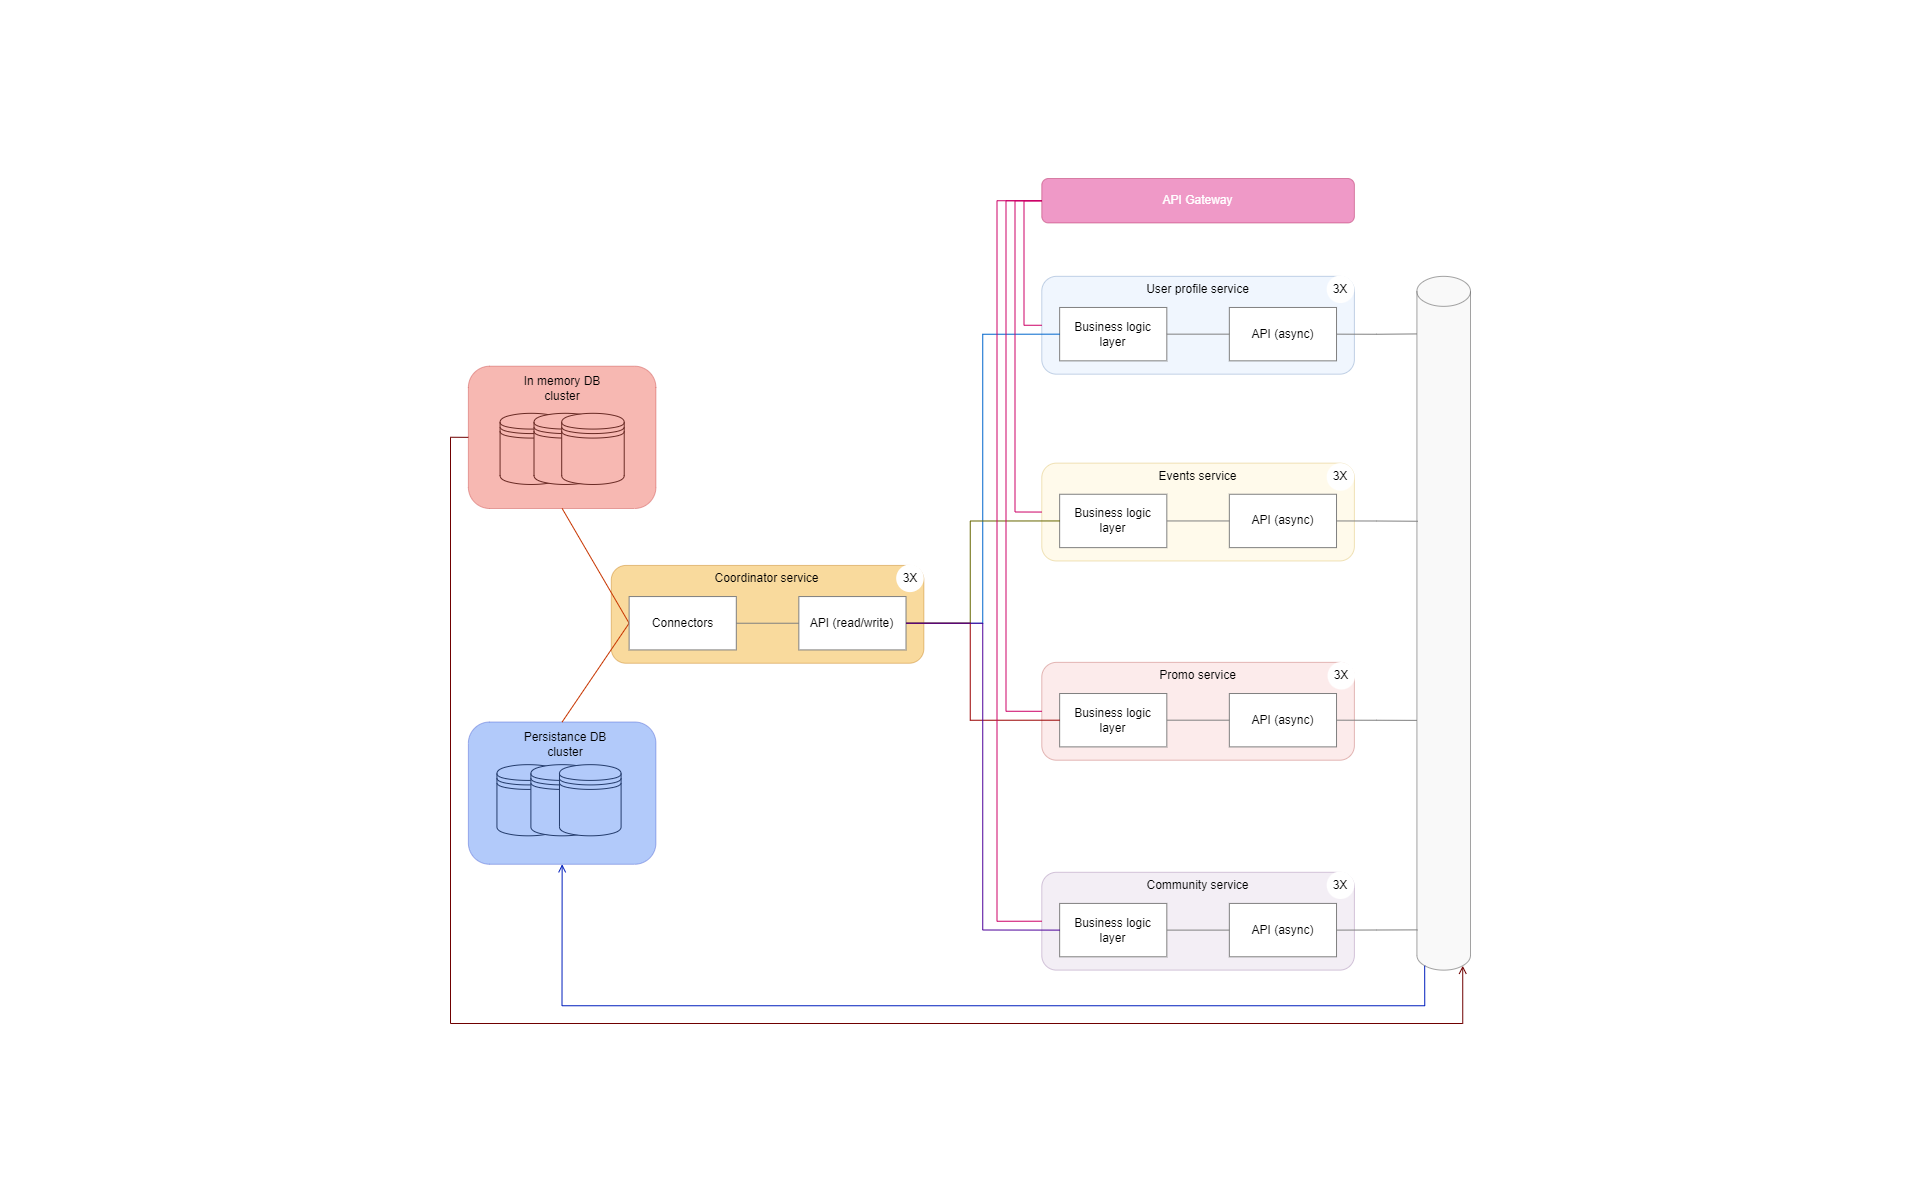 API Gateway
User profile service
3X
Business logic
layer
API (async)
In memory DB
cluster
Events service
3X
Business logic
layer
API (async)
Coordinator service
3X
Connectors
API (read/write)
Promo service
3X
Business logic
layer
API (async)
Persistance DB
cluster
Community service
3X
Business logic
layer
API (async)